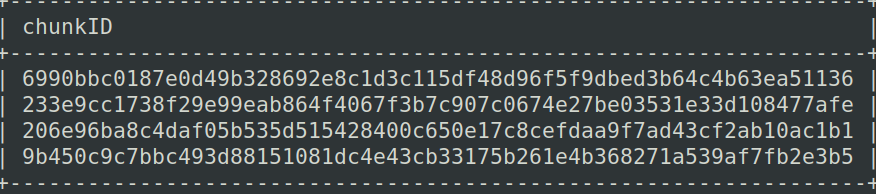 chunkID
6990bbc0187e0d49b328692e8c1d3c115df48d96f5f9dbed3b64c4b63ea51136
233e9cc1738f29e99eab864f4067f3b7c907c0674e27be03531e33d108477afe
206e96ba8c4daf05b535d515428400c650e17c8cefdaa9f7ad43cf2ab10ac1b1
9b450c9c7bbc493d88151081dc4e43cb33175b261e4b368271a539af7fb2e3b5